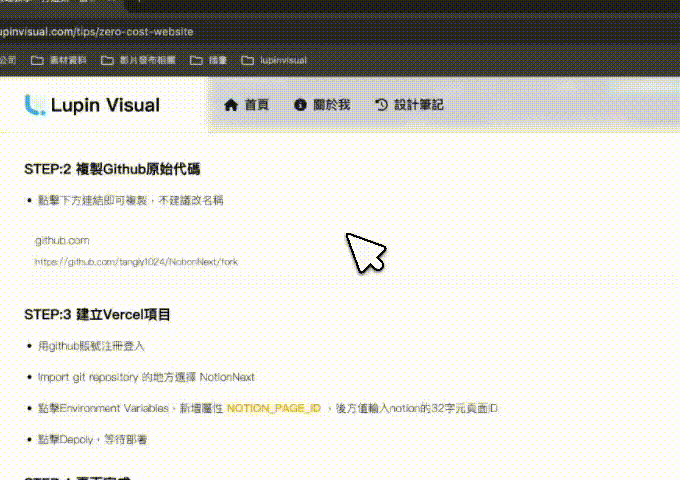 upinvisual.com/tips/zero-cost-website
公司 素材資料 影片發布相關 插畫 lupinvisual
Lupin Visual 首頁 關於我 設計筆記
STEP:2 複製Github原始代碼
點擊下方連結即可複製，不建議改名稱
github.com
https://github.com/tangly1024/NotionNext/fork
STEP:3 建立Vercel項目
用github賬號注冊登入
Import git repository 的地方選擇 NotionNext
點擊Environment Variables，新增屬性 NOTION_PAGE_ID ，後方值輸入notion的32字元頁面ID
點擊Depoly，等待部署